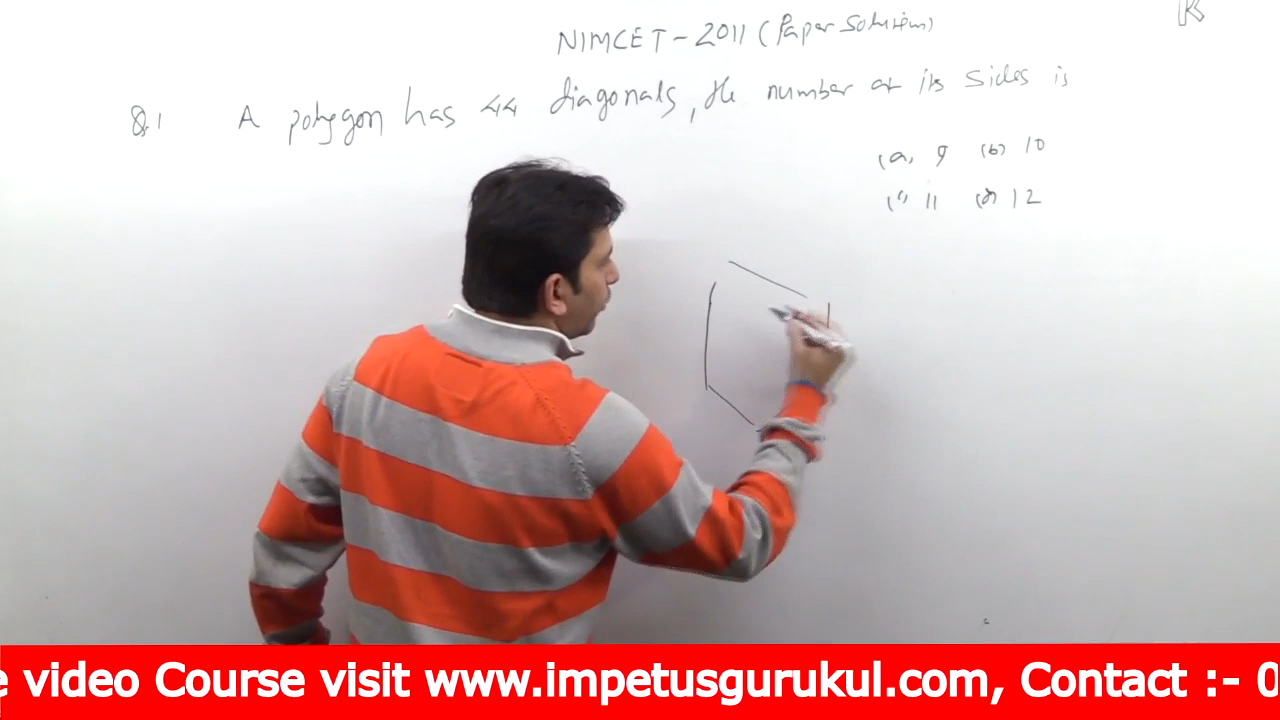 R
NIMCET - 2011 (Paper Solution)
Q.1 A polygon has 44 diagonals, the number of its sides is
(a) 9 (b) 10
(c) 11 (d) 12
e video Course visit www.impetusgurukul.com, Contact :- 0